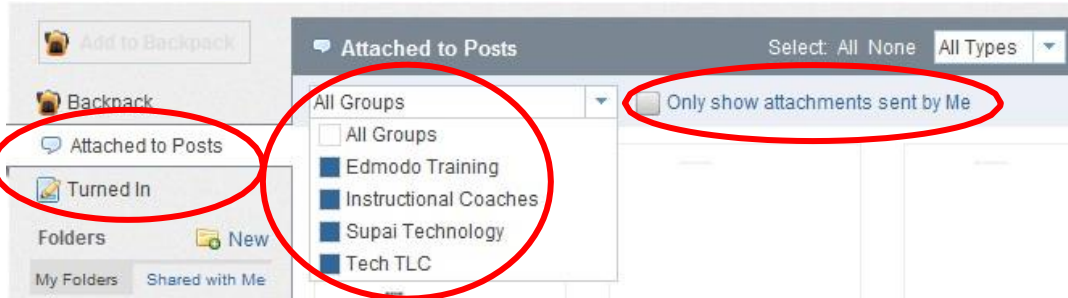 Add to Backpack
Attached to Posts
Select: All None All Types
Backpack
All Groups
Only show attachments sent by Me
Attached to Posts
All Groups
Edmodo Training
Turned In
Instructional Coaches
Folders New
Supai Technology
My Folders Shared with Me
Tech TLC